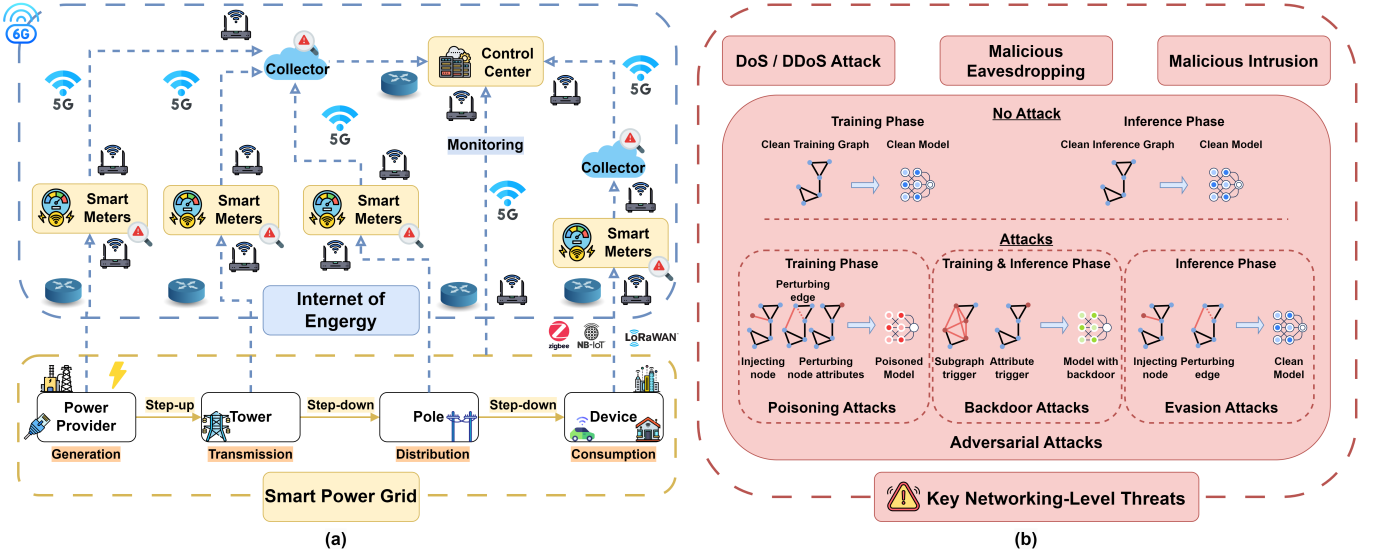 6G
Collector
Control
Center
5G
5G
5G
5G
Monitoring
Collector
Smart
Meters
Smart
Meters
Smart
Meters
5G
Smart
Meters
Internet of
Engergy
zigbee
NB-IoT
LoRaWAN
Power
Provider
Step-up
Tower
Step-down
Pole
Step-down
Device
Generation
Transmission
Distribution
Consumption
Smart Power Grid
(a)
DoS / DDoS Attack
Malicious
Eavesdropping
Malicious Intrusion
No Attack
Training Phase
Inference Phase
Clean Training Graph
Clean Model
Clean Inference Graph
Clean Model
Attacks
Training Phase
Training & Inference Phase
Inference Phase
Perturbing
edge
Injecting
node
Perturbing
node attributes
Poisoned
Model
Subgraph
trigger
Attribute
trigger
Model with
backdoor
Injecting
node
Perturbing
edge
Clean
Model
Poisoning Attacks
Backdoor Attacks
Evasion Attacks
Adversarial Attacks
Key Networking-Level Threats
(b)